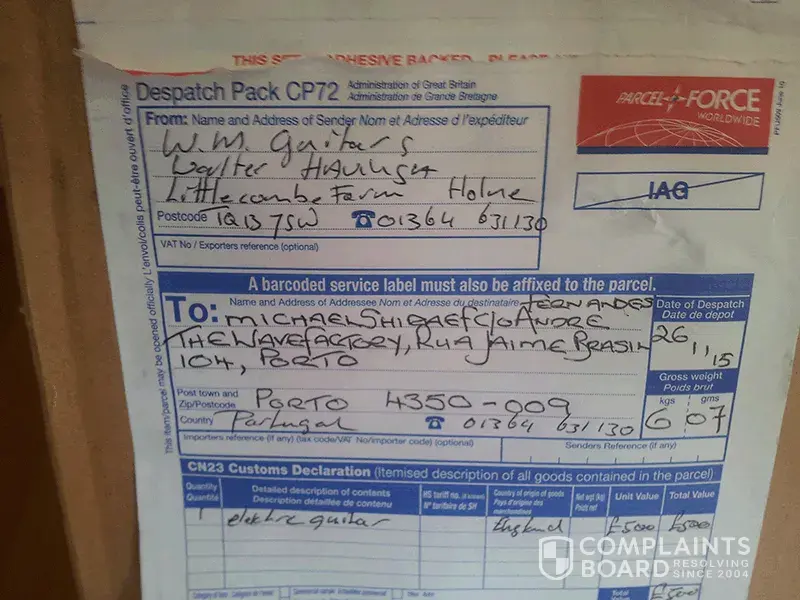 THIS SET ADHESIVE BACKED PLEASE
Despatch Pack CP72 Administration of Great Britain
Administration de Grande Bretagne
PARCEL FORCE
WORLDWIDE
From: Name and Address of Sender Nom et Adresse d l'expéditeur
W.M. guitars
Walter
Littlecombe Farm Holne
IAG
Postcode TQ13 7SW 01364 631130
VAT No / Exporters reference (optional)
This item/parcel may be opened officially L'envoi/colis peut-être ouvert d'office
A barcoded service label must also be affixed to the parcel.
To: Name and Address of Addressee Nom et Adresse du destinataire FERNANDES
MICHAEL C/O ANDRE
THE WAVE FACTORY, RUA JAIME BRASIL
104, PORTO
Date of Despatch
Date de depot
26 11 15
Gross weight
Poids brut
kgs gms
6 07
Post town and
Zip/Postcode PORTO 4350-009
Country Portugal 01364 631130
Importers reference (if any) (tax code/VAT No/importer code) (optional) Senders Reference (if any)
CN23 Customs Declaration (Itemised description of all goods contained in the parcel)
Quantity
Quantité
Detailed description of contents
Description détaillée de contenu
HS tariff no. (if known)
N° tarifaire de SH
Country of origin of goods
Pays d'origine des
marchandises
Net wgt (kg)
Poids net
Unit Value Total Value
1 elektric guitar England £500 £500
Total
Value
£500
COMPLAINTS
BOARD RESOLVING
SINCE 2004